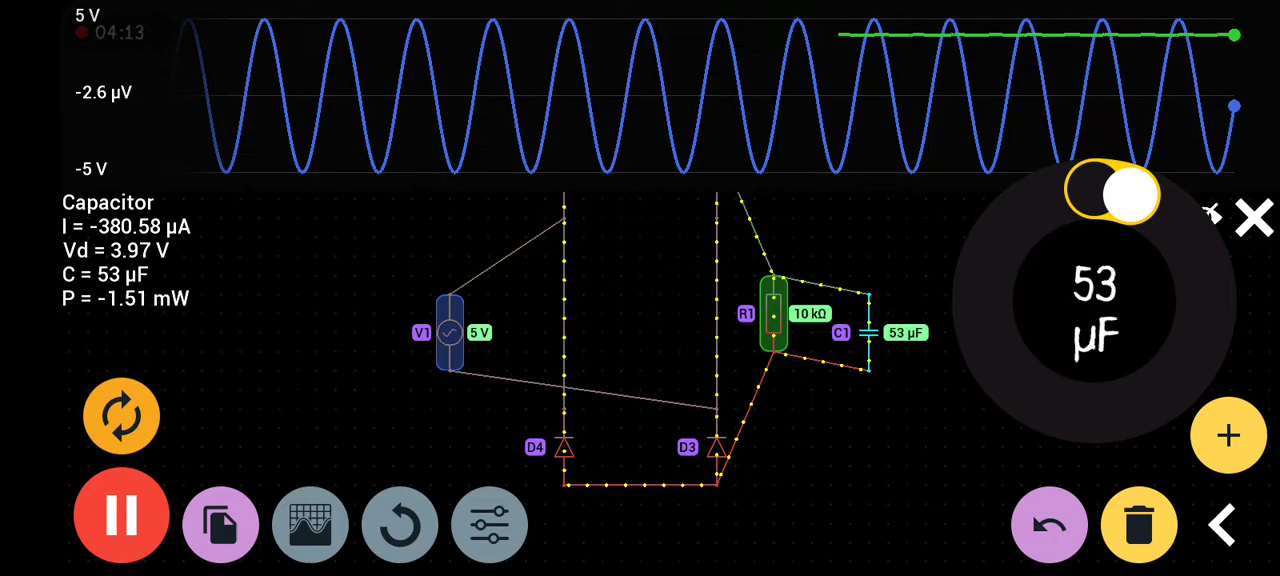 5 V
04:13
-2.6 µV
-5 V
Capacitor
I = -380.58 µA
Vd = 3.97 V
C = 53 µF
P = -1.51 mW
V1 5 V
R1 10 kΩ
C1 53 µF
D4
D3
53
µF